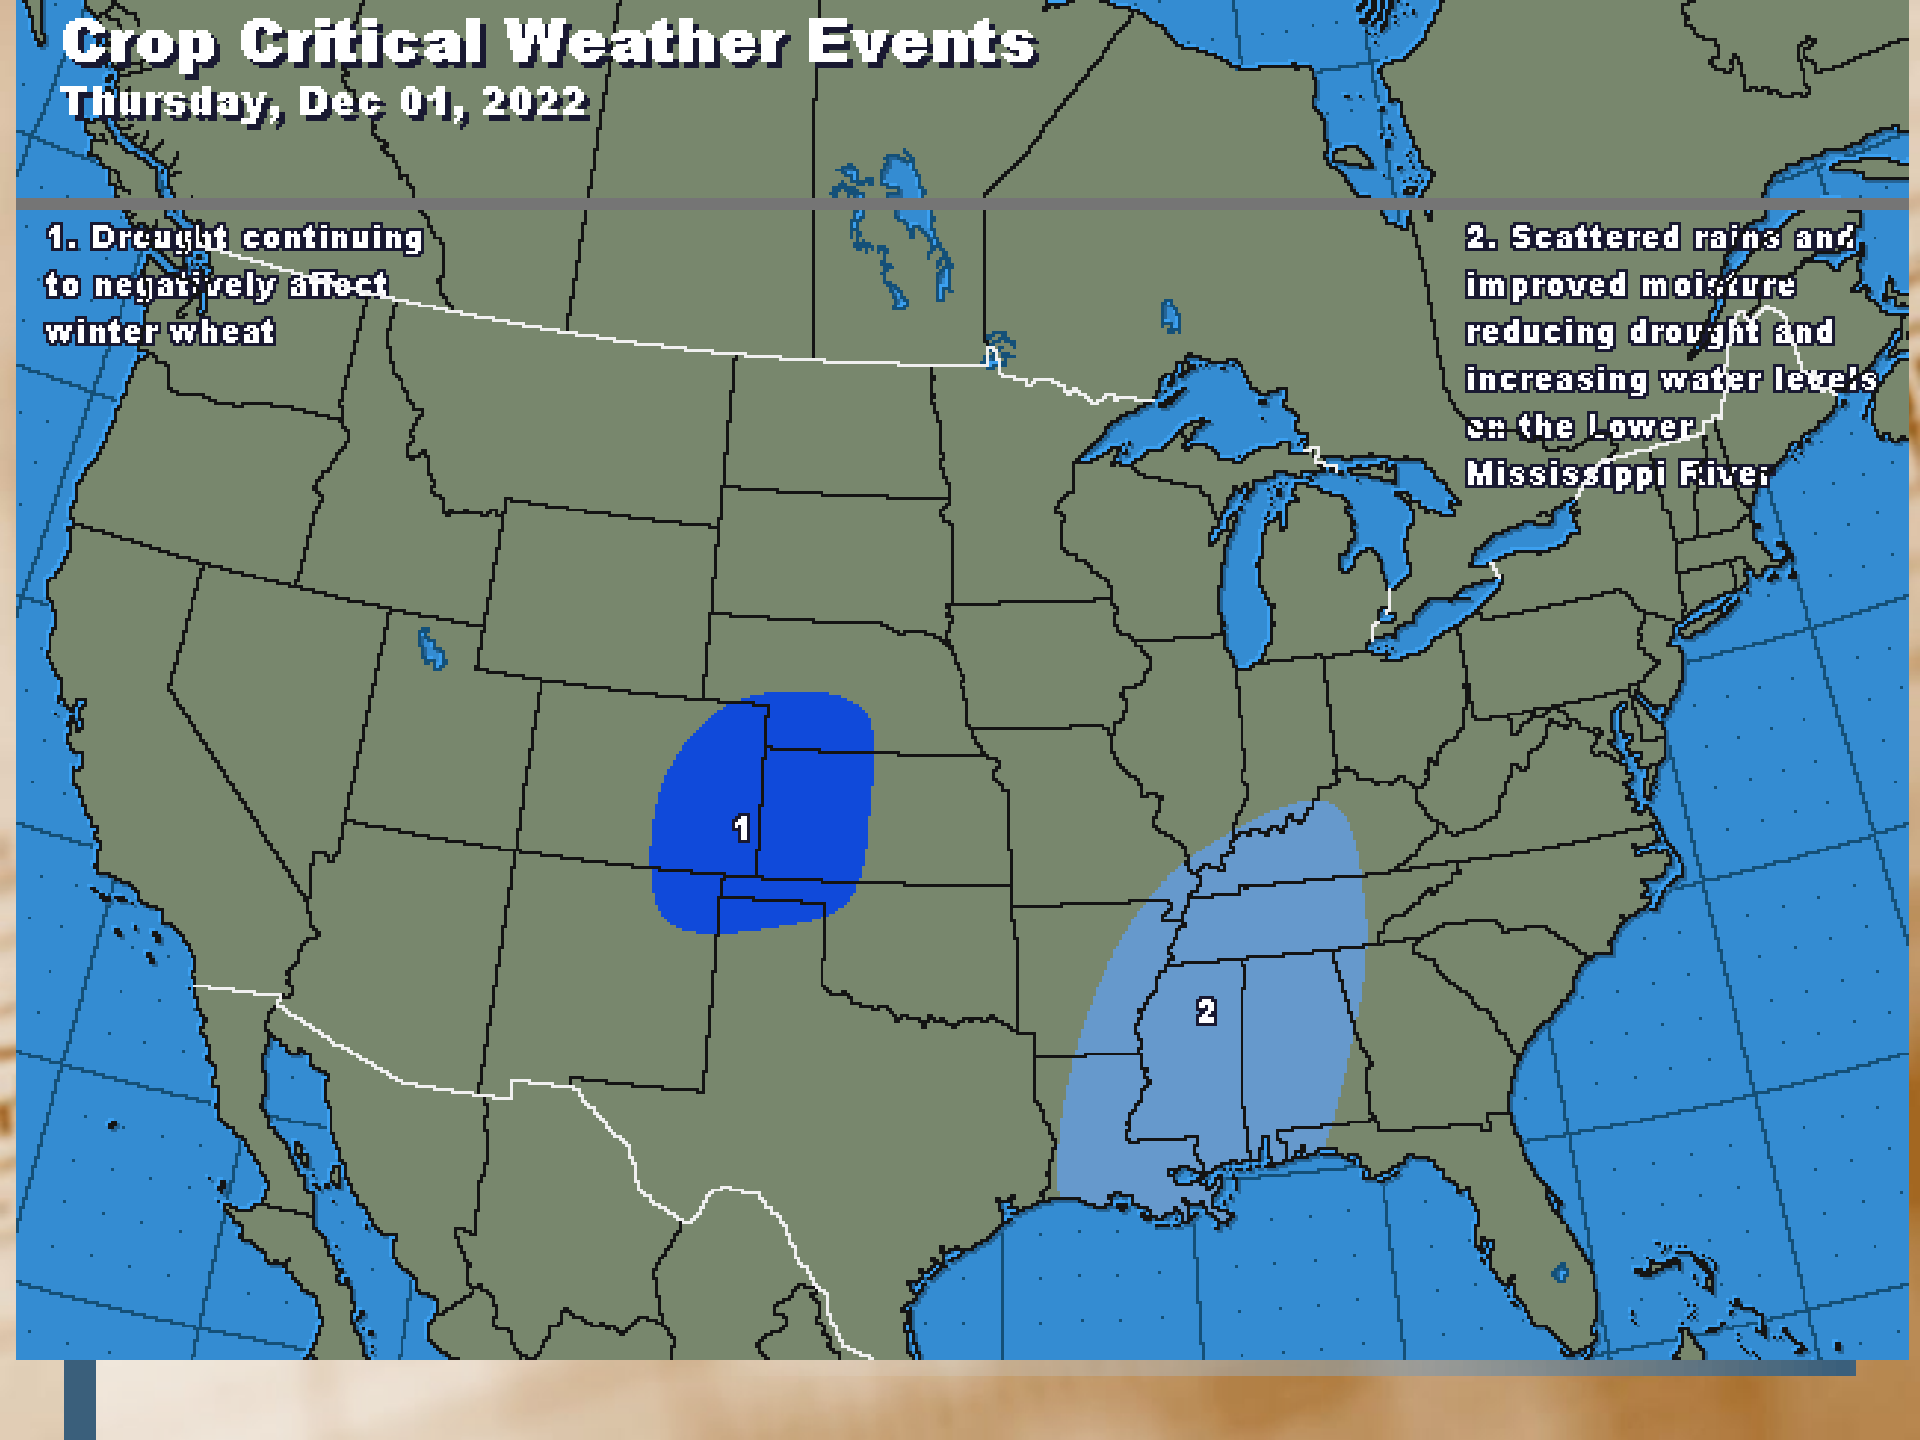 Crop Critical Weather Events
Thursday, Dec 01, 2022
1. Drought continuing
to negatively affect
winter wheat
2. Scattered rains and
improved moisture
reducing drought and
increasing water levels
on the Lower
Mississippi River
1
2